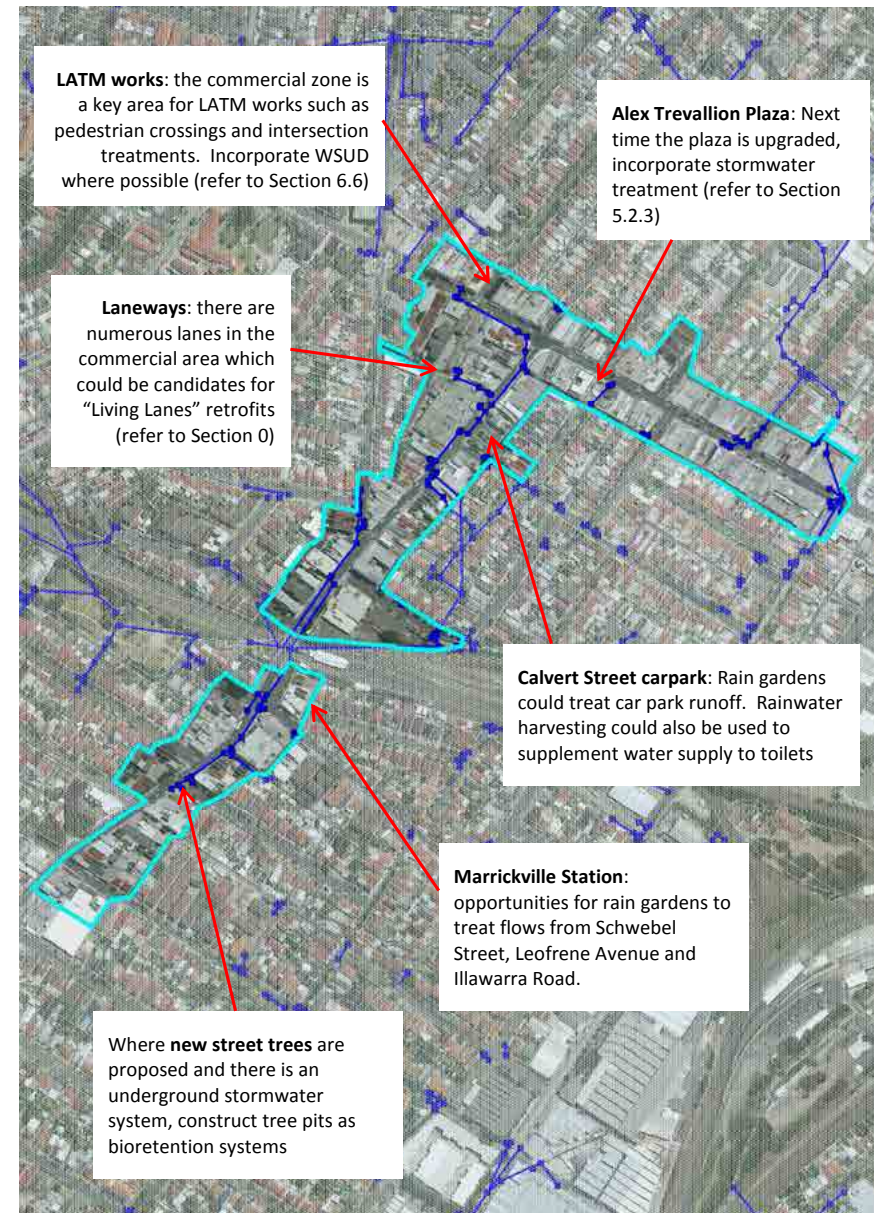 LATM works: the commercial zone is
a key area for LATM works such as
pedestrian crossings and intersection
treatments. Incorporate WSUD
where possible (refer to Section 6.6)
Alex Trevallion Plaza: Next
time the plaza is upgraded,
incorporate stormwater
treatment (refer to Section
5.2.3)
Laneways: there are
numerous lanes in the
commercial area which
could be candidates for
“Living Lanes” retrofits
(refer to Section 0)
Calvert Street carpark: Rain gardens
could treat car park runoff. Rainwater
harvesting could also be used to
supplement water supply to toilets
Marrickville Station:
opportunities for rain gardens to
treat flows from Schwebel
Street, Leofrene Avenue and
Illawarra Road.
Where new street trees are
proposed and there is an
underground stormwater
system, construct tree pits as
bioretention systems